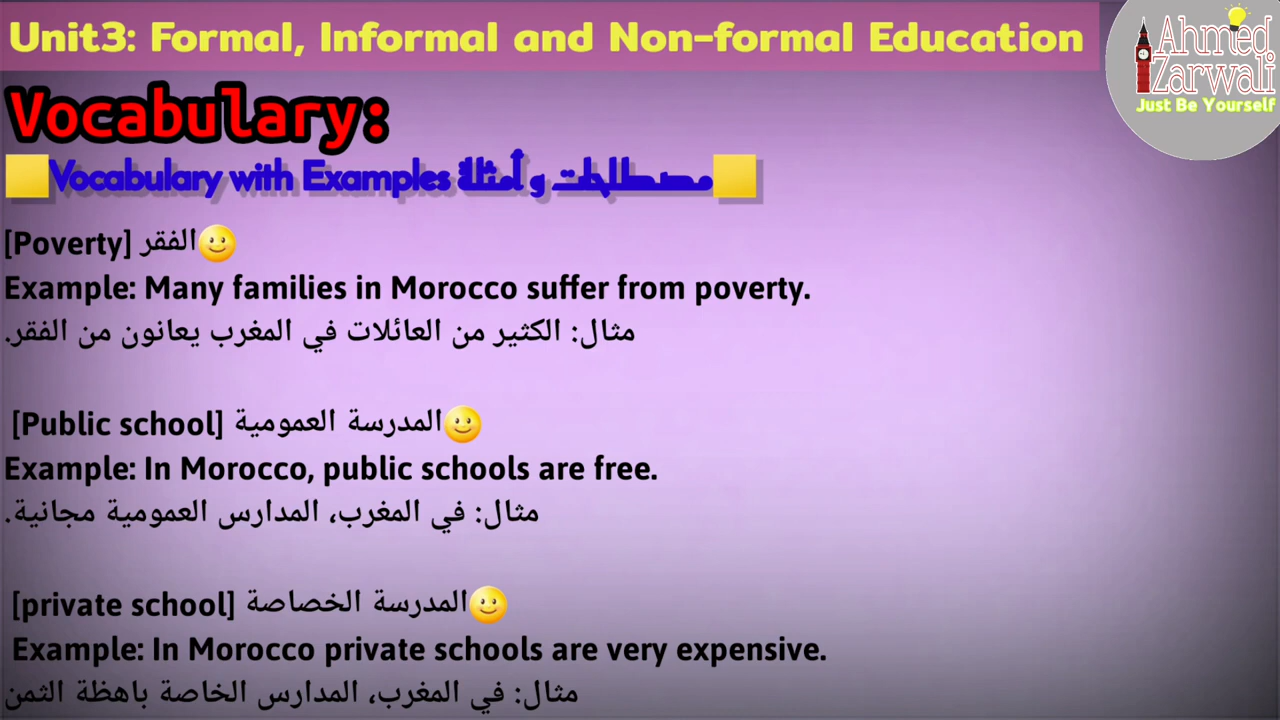 Unit3: Formal, Informal and Non-formal Education
Ahmed
Zarwali
Just Be Yourself
Vocabulary:
Vocabulary with Examples مصطلحات و أمثلة
[Poverty] الفقر
Example: Many families in Morocco suffer from poverty.
مثال: الكثير من العائلات في المغرب يعانون من الفقر.
[Public school] المدرسة العمومية
Example: In Morocco, public schools are free.
مثال: في المغرب، المدارس العمومية مجانية.
[private school] المدرسة الخصاصة
Example: In Morocco private schools are very expensive.
مثال: في المغرب، المدارس الخاصة باهظة الثمن